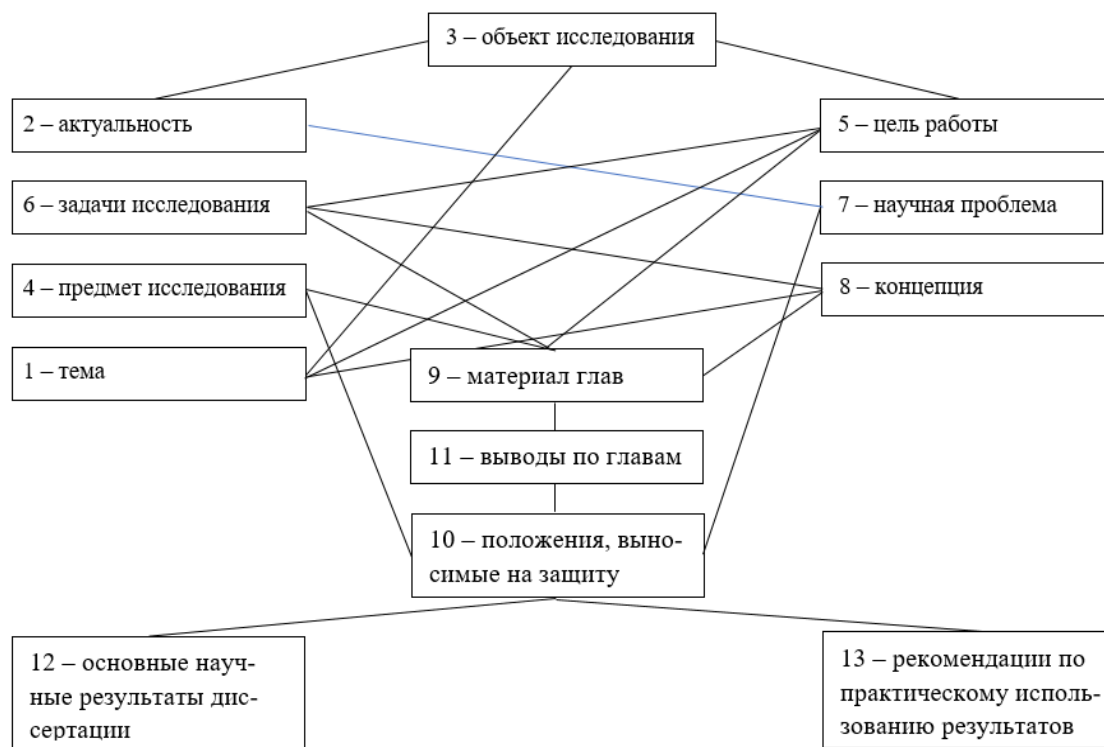 3 – объект исследования
2 – актуальность
5 – цель работы
6 – задачи исследования
7 – научная проблема
4 – предмет исследования
8 – концепция
1 – тема
9 – материал глав
11 – выводы по главам
10 – положения, выно-
симые на защиту
12 – основные науч-
ные результаты дис-
сертации
13 – рекомендации по
практическому исполь-
зованию результатов